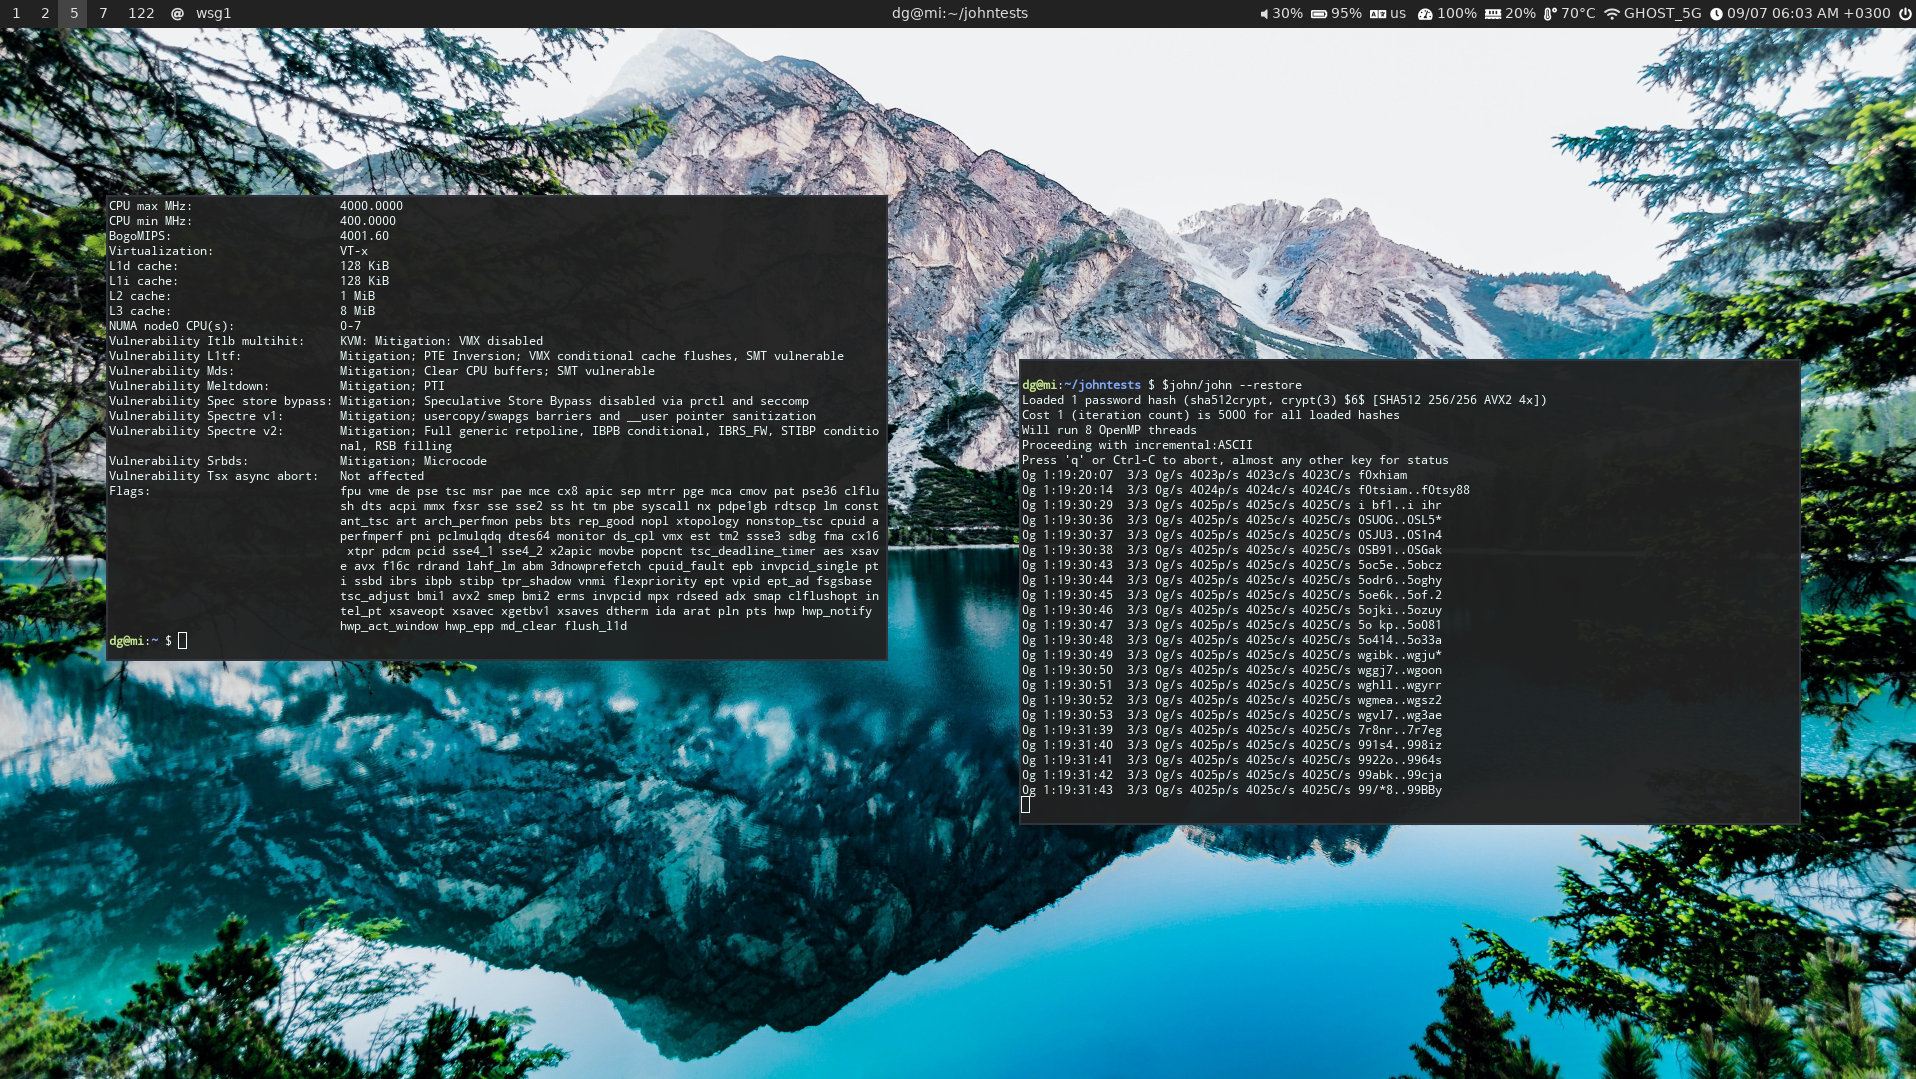 1 2 5 7 122 @ wsg1 dg@mi:~/johntests 30% 95% us 100% 20% 70°C GHOST_5G 09/07 06:03 AM +0300
CPU max MHz: 4000.0000
CPU min MHz: 400.0000
BogoMIPS: 4001.60
Virtualization: VT-x
L1d cache: 128 KiB
L1i cache: 128 KiB
L2 cache: 1 MiB
L3 cache: 8 MiB
NUMA node0 CPU(s): 0-7
Vulnerability Itlb multihit: KVM: Mitigation: VMX disabled
Vulnerability L1tf: Mitigation; PTE Inversion; VMX conditional cache flushes, SMT vulnerable
Vulnerability Mds: Mitigation; Clear CPU buffers; SMT vulnerable
Vulnerability Meltdown: Mitigation; PTI
Vulnerability Spec store bypass: Mitigation; Speculative Store Bypass disabled via prctl and seccomp
Vulnerability Spectre v1: Mitigation; usercopy/swapgs barriers and __user pointer sanitization
Vulnerability Spectre v2: Mitigation; Full generic retpoline, IBPB conditional, IBRS_FW, STIBP conditio
nal, RSB filling
Vulnerability Srbds: Mitigation; Microcode
Vulnerability Tsx async abort: Not affected
Flags: fpu vme de pse tsc msr pae mce cx8 apic sep mtrr pge mca cmov pat pse36 clflu
sh dts acpi mmx fxsr sse sse2 ss ht tm pbe syscall nx pdpe1gb rdtscp lm const
ant_tsc art arch_perfmon pebs bts rep_good nopl xtopology nonstop_tsc cpuid a
perfmperf pni pclmulqdq dtes64 monitor ds_cpl vmx est tm2 ssse3 sdbg fma cx16
xtpr pdcm pcid sse4_1 sse4_2 x2apic movbe popcnt tsc_deadline_timer aes xsav
e avx f16c rdrand lahf_lm abm 3dnowprefetch cpuid_fault epb invpcid_single pt
i ssbd ibrs ibpb stibp tpr_shadow vnmi flexpriority ept vpid ept_ad fsgsbase
tsc_adjust bmi1 avx2 smep bmi2 erms invpcid mpx rdseed adx smap clflushopt in
tel_pt xsaveopt xsavec xgetbv1 xsaves dtherm ida arat pln pts hwp hwp_notify
hwp_act_window hwp_epp md_clear flush_l1d
dg@mi:~ $
dg@mi:~/johntests $ $john/john --restore
Loaded 1 password hash (sha512crypt, crypt(3) $6$ [SHA512 256/256 AVX2 4x])
Cost 1 (iteration count) is 5000 for all loaded hashes
Will run 8 OpenMP threads
Proceeding with incremental:ASCII
Press 'q' or Ctrl-C to abort, almost any other key for status
0g 1:19:20:07 3/3 0g/s 4023p/s 4023c/s 4023C/s f0xhiam
0g 1:19:20:14 3/3 0g/s 4024p/s 4024c/s 4024C/s f0tsiam..f0tsy88
0g 1:19:30:29 3/3 0g/s 4025p/s 4025c/s 4025C/s i bf1..i ihr
0g 1:19:30:36 3/3 0g/s 4025p/s 4025c/s 4025C/s OSUOG..OSL5*
0g 1:19:30:37 3/3 0g/s 4025p/s 4025c/s 4025C/s OSJU3..OS1n4
0g 1:19:30:38 3/3 0g/s 4025p/s 4025c/s 4025C/s OSB91..OSGak
0g 1:19:30:43 3/3 0g/s 4025p/s 4025c/s 4025C/s 5oc5e..5obcz
0g 1:19:30:44 3/3 0g/s 4025p/s 4025c/s 4025C/s 5odr6..5oghy
0g 1:19:30:45 3/3 0g/s 4025p/s 4025c/s 4025C/s 5oe6k..5of.2
0g 1:19:30:46 3/3 0g/s 4025p/s 4025c/s 4025C/s 5ojki..5ozuy
0g 1:19:30:47 3/3 0g/s 4025p/s 4025c/s 4025C/s 5o kp..5o081
0g 1:19:30:48 3/3 0g/s 4025p/s 4025c/s 4025C/s 5o414..5o33a
0g 1:19:30:49 3/3 0g/s 4025p/s 4025c/s 4025C/s wgibk..wgju*
0g 1:19:30:50 3/3 0g/s 4025p/s 4025c/s 4025C/s wggj7..wgoon
0g 1:19:30:51 3/3 0g/s 4025p/s 4025c/s 4025C/s wghll..wgyrr
0g 1:19:30:52 3/3 0g/s 4025p/s 4025c/s 4025C/s wgmea..wgsz2
0g 1:19:30:53 3/3 0g/s 4025p/s 4025c/s 4025C/s wgvl7..wg3ae
0g 1:19:31:39 3/3 0g/s 4025p/s 4025c/s 4025C/s 7r8nr..7r7eg
0g 1:19:31:40 3/3 0g/s 4025p/s 4025c/s 4025C/s 991s4..998iz
0g 1:19:31:41 3/3 0g/s 4025p/s 4025c/s 4025C/s 9922o..9964s
0g 1:19:31:42 3/3 0g/s 4025p/s 4025c/s 4025C/s 99abk..99cja
0g 1:19:31:43 3/3 0g/s 4025p/s 4025c/s 4025C/s 99/*8..99BBy